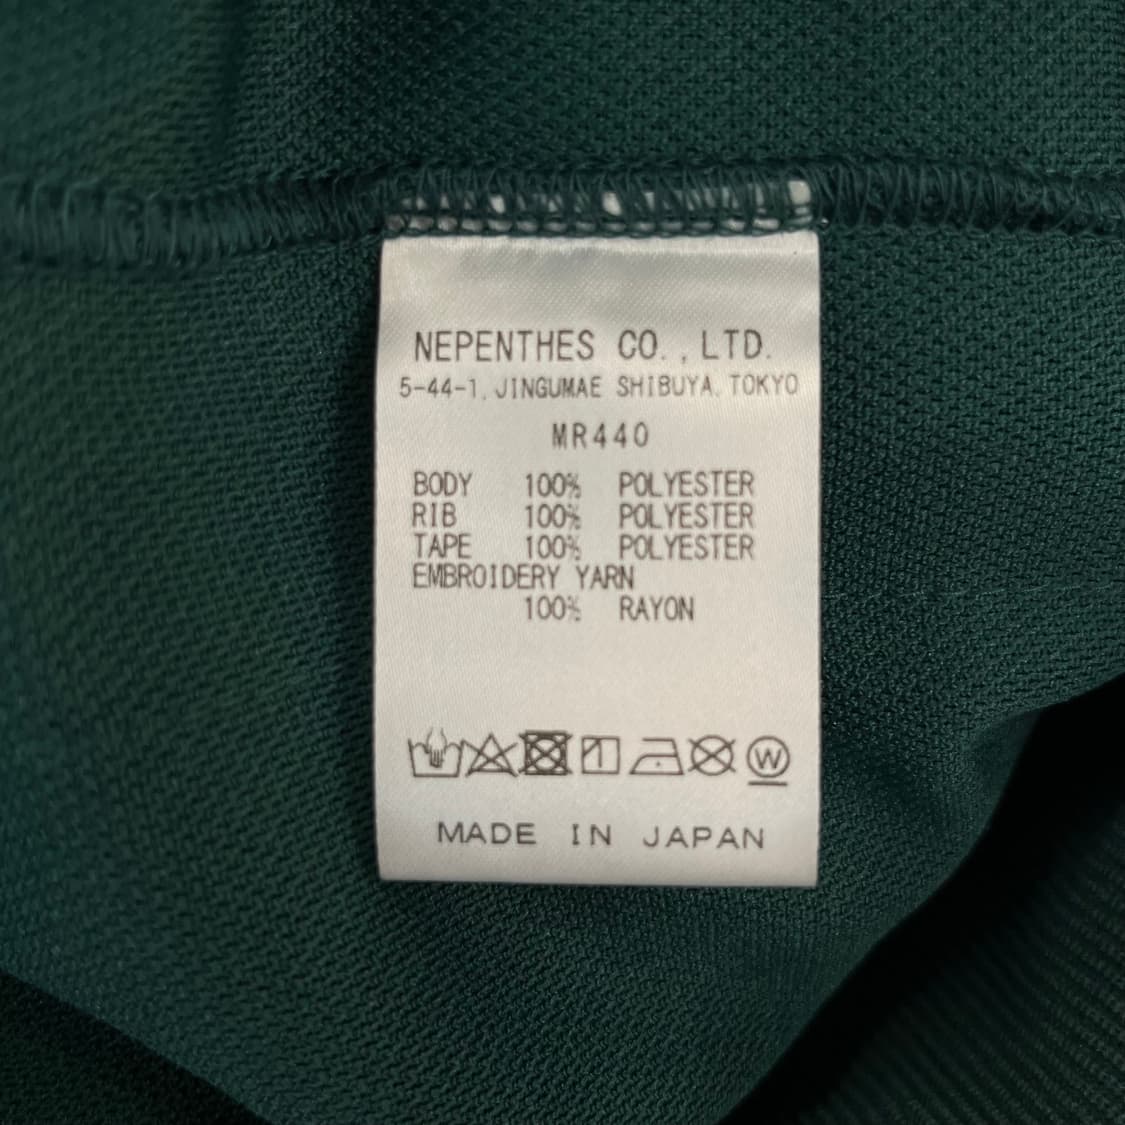 NEPENTHES CO., LTD.
5-44-1, JINGUMAE SHIBUYA, TOKYO
MR440
BODY 100% POLYESTER
RIB 100% POLYESTER
TAPE 100% POLYESTER
EMBROIDERY YARN
100% RAYON
W
MADE IN JAPAN